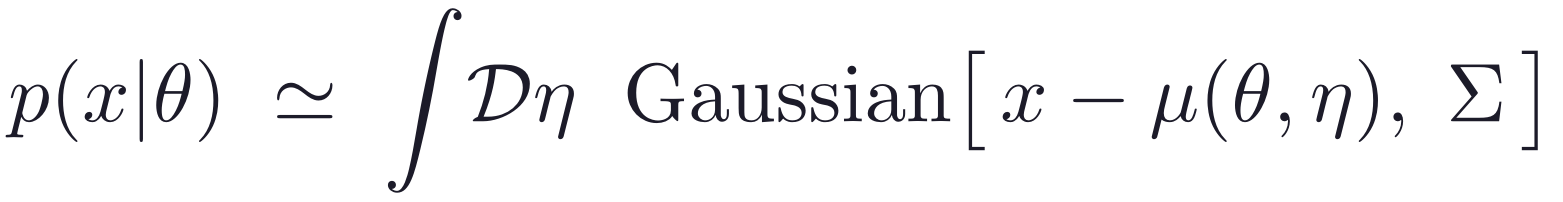 p(x|θ) ≃ ∫𝒟η Gaussian[ x − μ(θ, η), Σ ]